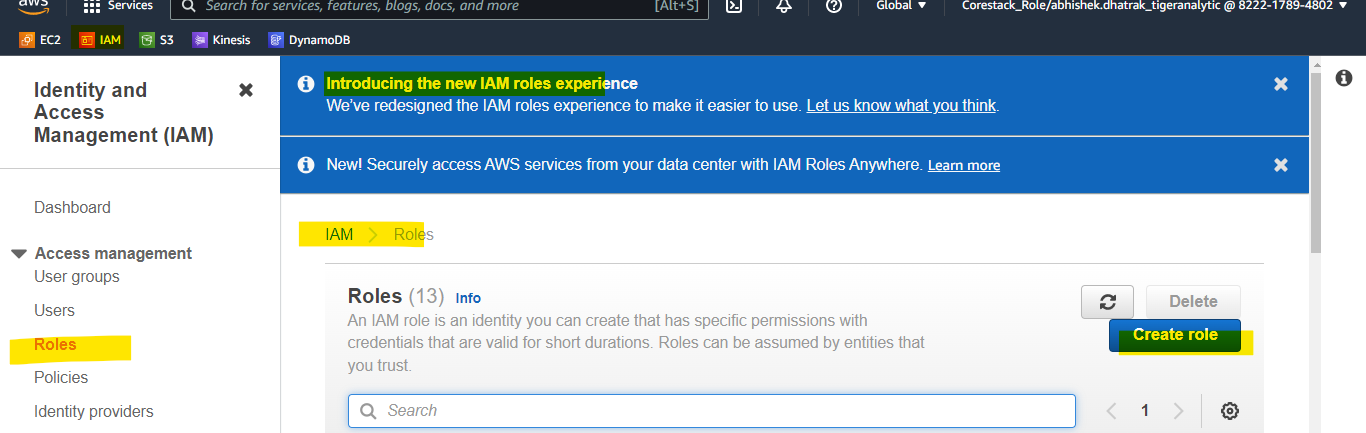 aws
Services
Search for services, features, blogs, docs, and more
[Alt+S]
Global
Corestack_Role/abhishek.dhatrak_tigeranalytic @ 8222-1789-4802
EC2
IAM
S3
Kinesis
DynamoDB
Identity and
Access
Management (IAM)
Dashboard
Access management
User groups
Users
Roles
Policies
Identity providers
Introducing the new IAM roles experience
We've redesigned the IAM roles experience to make it easier to use. Let us know what you think.
New! Securely access AWS services from your data center with IAM Roles Anywhere. Learn more
IAM > Roles
Roles (13) Info
An IAM role is an identity you can create that has specific permissions with
credentials that are valid for short durations. Roles can be assumed by entities that
you trust.
Delete
Create role
Search
1